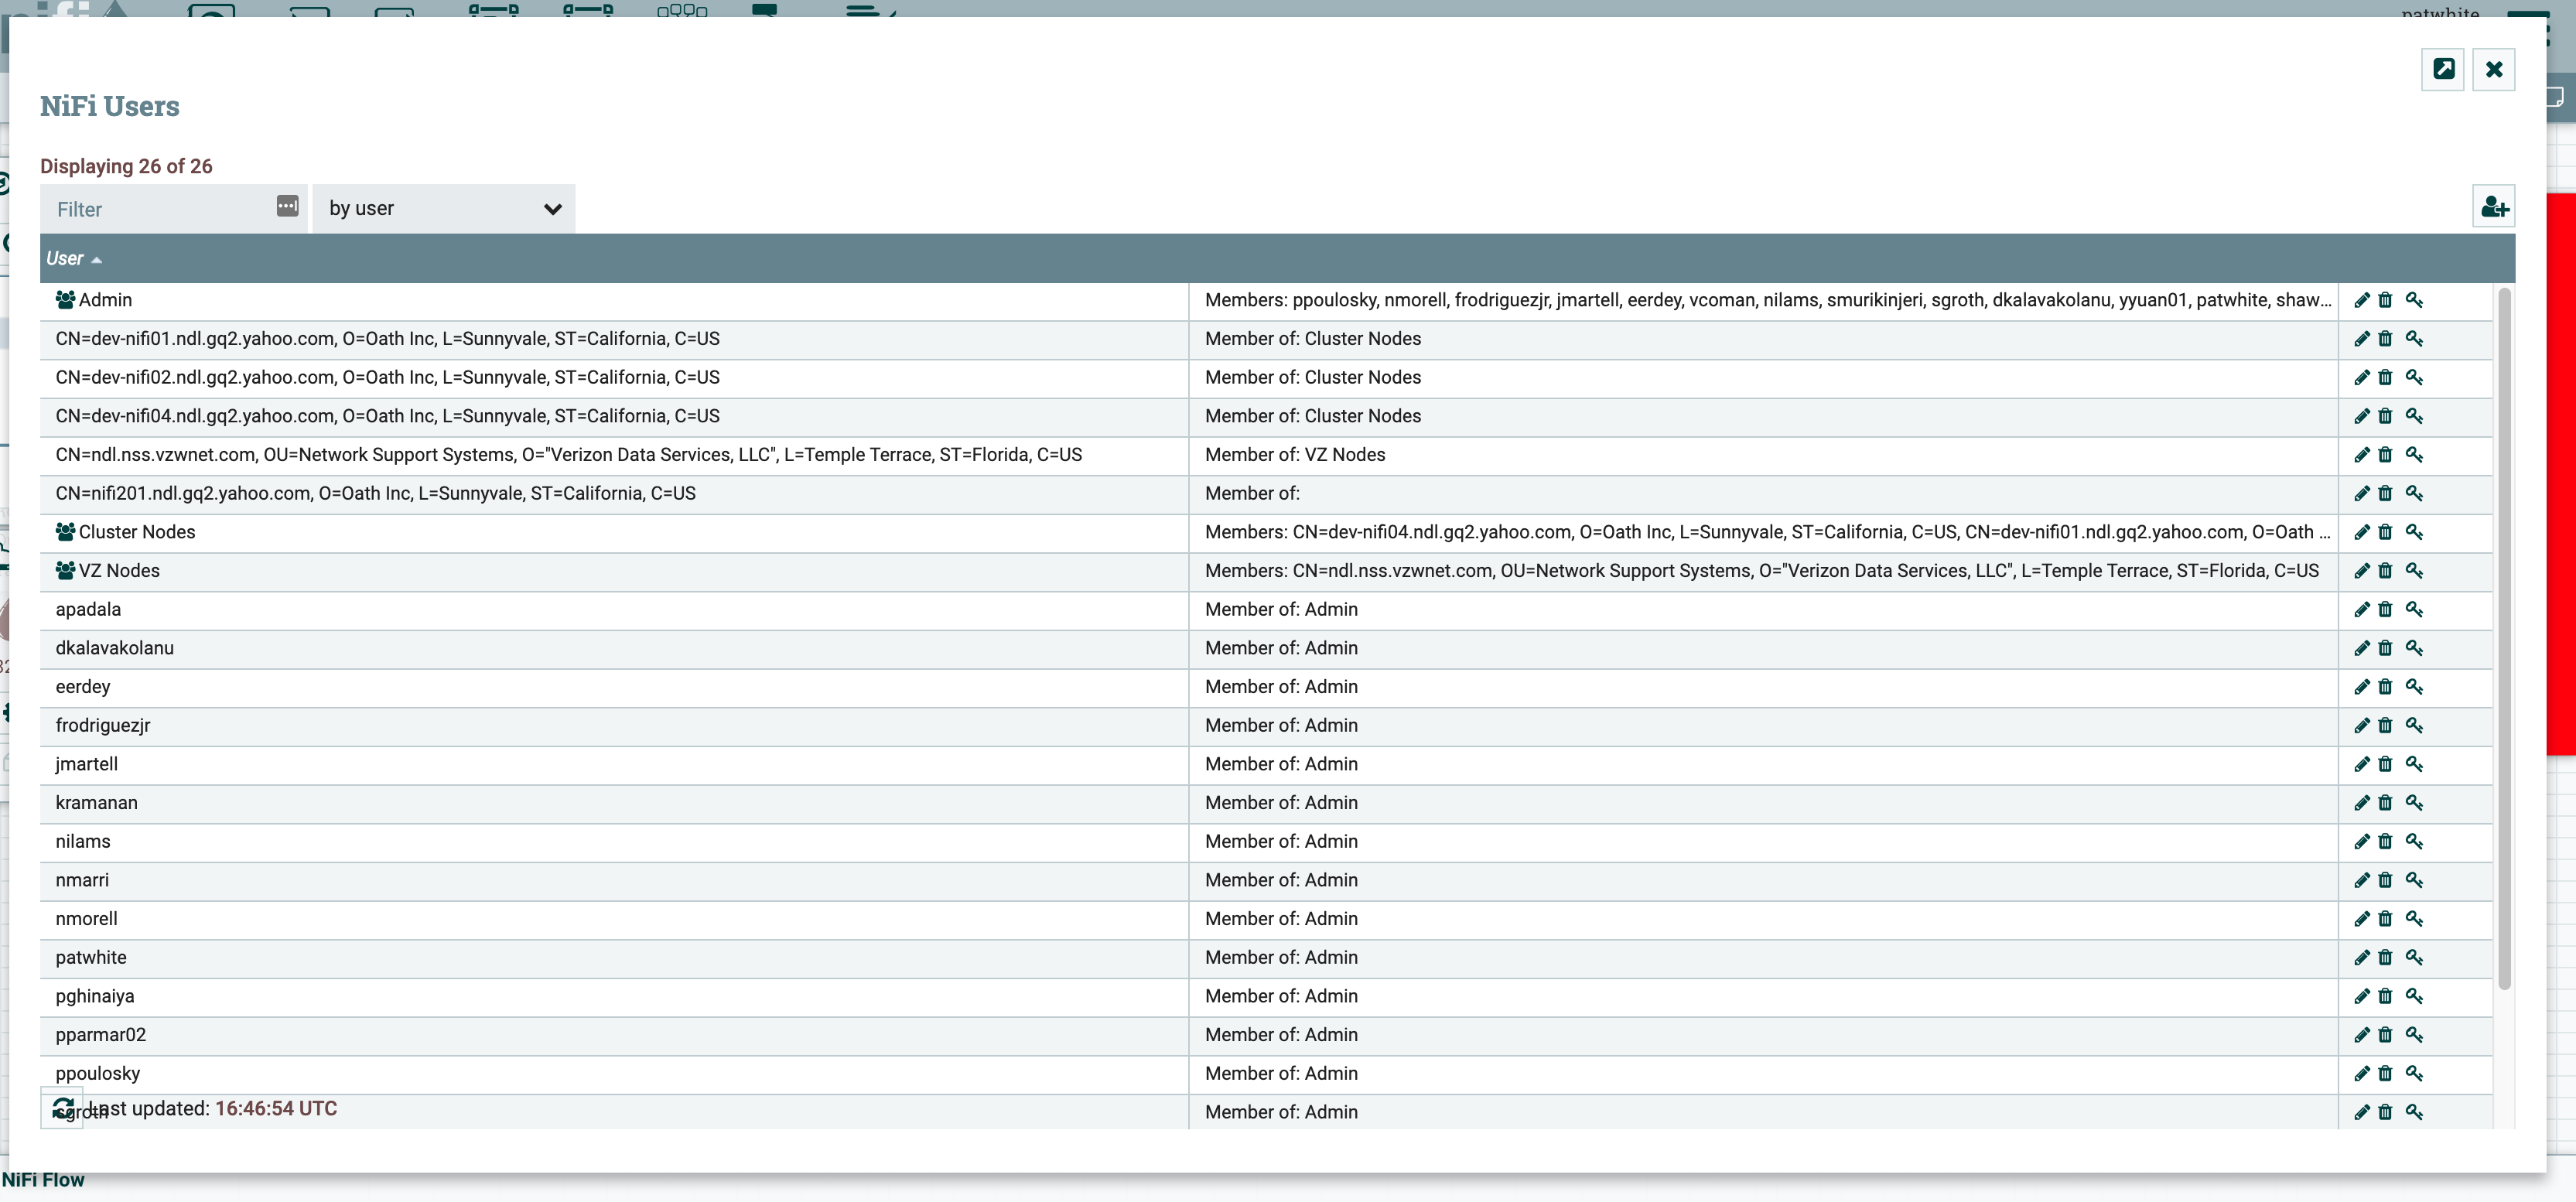 nifi
patwhite
NiFi Users
Displaying 26 of 26
Filter
by user
User
Admin Members: ppoulosky, nmorell, frodriguezjr, jmartell, eerdey, vcoman, nilams, smurikinjeri, sgroth, dkalavakolanu, yyuan01, patwhite, shaw...
CN=dev-nifi01.ndl.gq2.yahoo.com, O=Oath Inc, L=Sunnyvale, ST=California, C=US Member of: Cluster Nodes
CN=dev-nifi02.ndl.gq2.yahoo.com, O=Oath Inc, L=Sunnyvale, ST=California, C=US Member of: Cluster Nodes
CN=dev-nifi04.ndl.gq2.yahoo.com, O=Oath Inc, L=Sunnyvale, ST=California, C=US Member of: Cluster Nodes
CN=ndl.nss.vzwnet.com, OU=Network Support Systems, O="Verizon Data Services, LLC", L=Temple Terrace, ST=Florida, C=US Member of: VZ Nodes
CN=nifi201.ndl.gq2.yahoo.com, O=Oath Inc, L=Sunnyvale, ST=California, C=US Member of:
Cluster Nodes Members: CN=dev-nifi04.ndl.gq2.yahoo.com, O=Oath Inc, L=Sunnyvale, ST=California, C=US, CN=dev-nifi01.ndl.gq2.yahoo.com, O=Oath ...
VZ Nodes Members: CN=ndl.nss.vzwnet.com, OU=Network Support Systems, O="Verizon Data Services, LLC", L=Temple Terrace, ST=Florida, C=US
apadala Member of: Admin
dkalavakolanu Member of: Admin
eerdey Member of: Admin
frodriguezjr Member of: Admin
jmartell Member of: Admin
kramanan Member of: Admin
nilams Member of: Admin
nmarri Member of: Admin
nmorell Member of: Admin
patwhite Member of: Admin
pghinaiya Member of: Admin
pparmar02 Member of: Admin
ppoulosky Member of: Admin
sgroth Member of: Admin
Last updated: 16:46:54 UTC
NiFi Flow